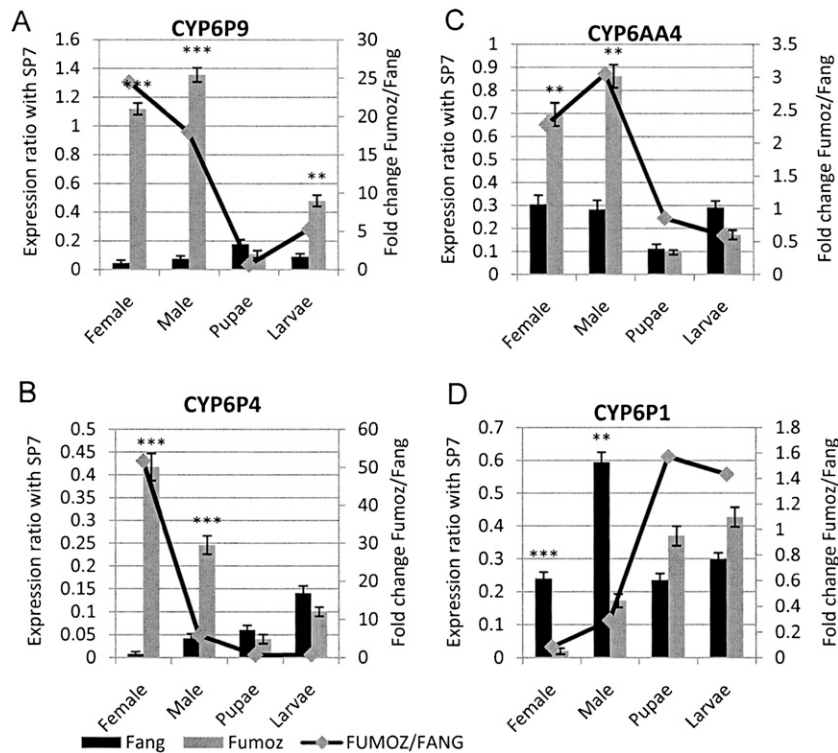 A
CYP6P9
Expression ratio with SP7
1.6
1.4
1.2
1
0.8
0.6
0.4
0.2
0
***
***
**
30
25
20
15
10
5
0
Fold change Fumoz/Fang
Female
Male
Pupae
Larvae
C
CYP6AA4
Expression ratio with SP7
1
0.9
0.8
0.7
0.6
0.5
0.4
0.3
0.2
0.1
0
**
**
3.5
3
2.5
2
1.5
1
0.5
0
Fold change Fumoz/Fang
Female
Male
Pupae
Larvae
B
CYP6P4
Expression ratio with SP7
0.5
0.45
0.4
0.35
0.3
0.25
0.2
0.15
0.1
0.05
0
***
***
60
50
40
30
20
10
0
Fold change Fumoz/Fang
Female
Male
Pupae
Larvae
D
CYP6P1
Expression ratio with SP7
0.7
0.6
0.5
0.4
0.3
0.2
0.1
0
***
**
1.8
1.6
1.4
1.2
1
0.8
0.6
0.4
0.2
0
Fold change Fumoz/Fang
Female
Male
Pupae
Larvae
Fang Fumoz FUMOZ/FANG